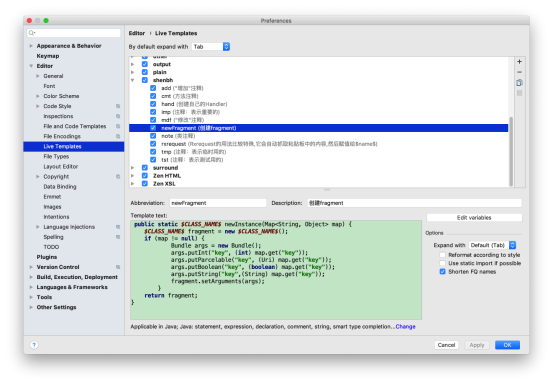 Preferences
Editor › Live Templates
By default expand with Tab
Appearance & Behavior
Keymap
Editor
General
Font
Color Scheme
Code Style
Inspections
File and Code Templates
File Encodings
Live Templates
File Types
Layout Editor
Copyright
Data Binding
Emmet
Images
Intentions
Language Injections
Spelling
TODO
Plugins
Version Control
Build, Execution, Deployment
Languages & Frameworks
Tools
Other Settings
other
output
plain
shenbh
add ("增加"注释)
cmt (方法注释)
hand (创建自己的Handler)
imp (注释：表示重要的)
mdf ("修改"注释)
newFragment (创建fragment)
note (类注释)
rsrequest (Rxrequest的用法比较特殊,它会自动抓取粘贴板中的内容,然后赋值给$name$)
tmp (注释：表示临时用的)
tst (注释：表示测试用的)
surround
Zen HTML
Zen XSL
Abbreviation: newFragment Description: 创建fragment
Template text:
public static $CLASS_NAME$ newInstance(Map<String, Object> map) {
$CLASS_NAME$ fragment = new $CLASS_NAME$();
if (map != null) {
Bundle args = new Bundle();
args.putInt("key", (int) map.get("key"));
args.putParcelable("key", (Uri) map.get("key"));
args.putBoolean("key", (boolean) map.get("key"));
args.putString("key",(String) map.get("key"));
fragment.setArguments(args);
}
return fragment;
}
Edit variables
Options
Expand with Default (Tab)
Reformat according to style
Use static import if possible
Shorten FQ names
Applicable in Java; Java: statement, expression, declaration, comment, string, smart type completion...Change
? Cancel Apply OK